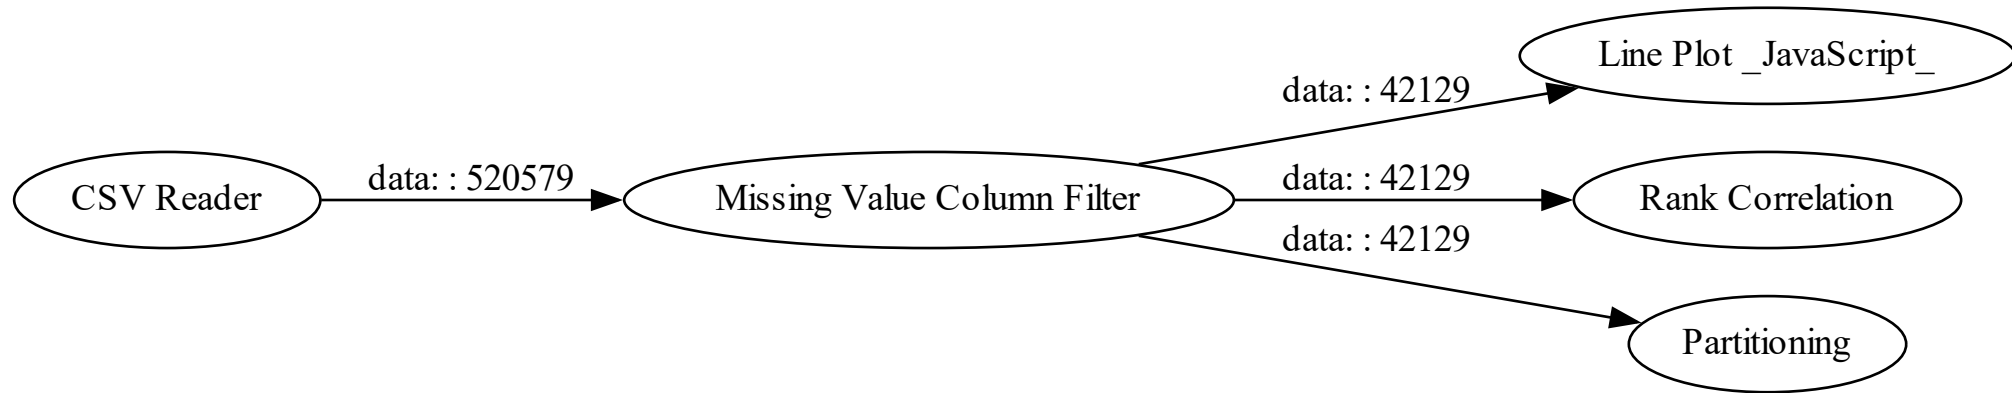 CSV Reader
data: : 520579
Missing Value Column Filter
data: : 42129
Line Plot _JavaScript_
data: : 42129
Rank Correlation
data: : 42129
Partitioning